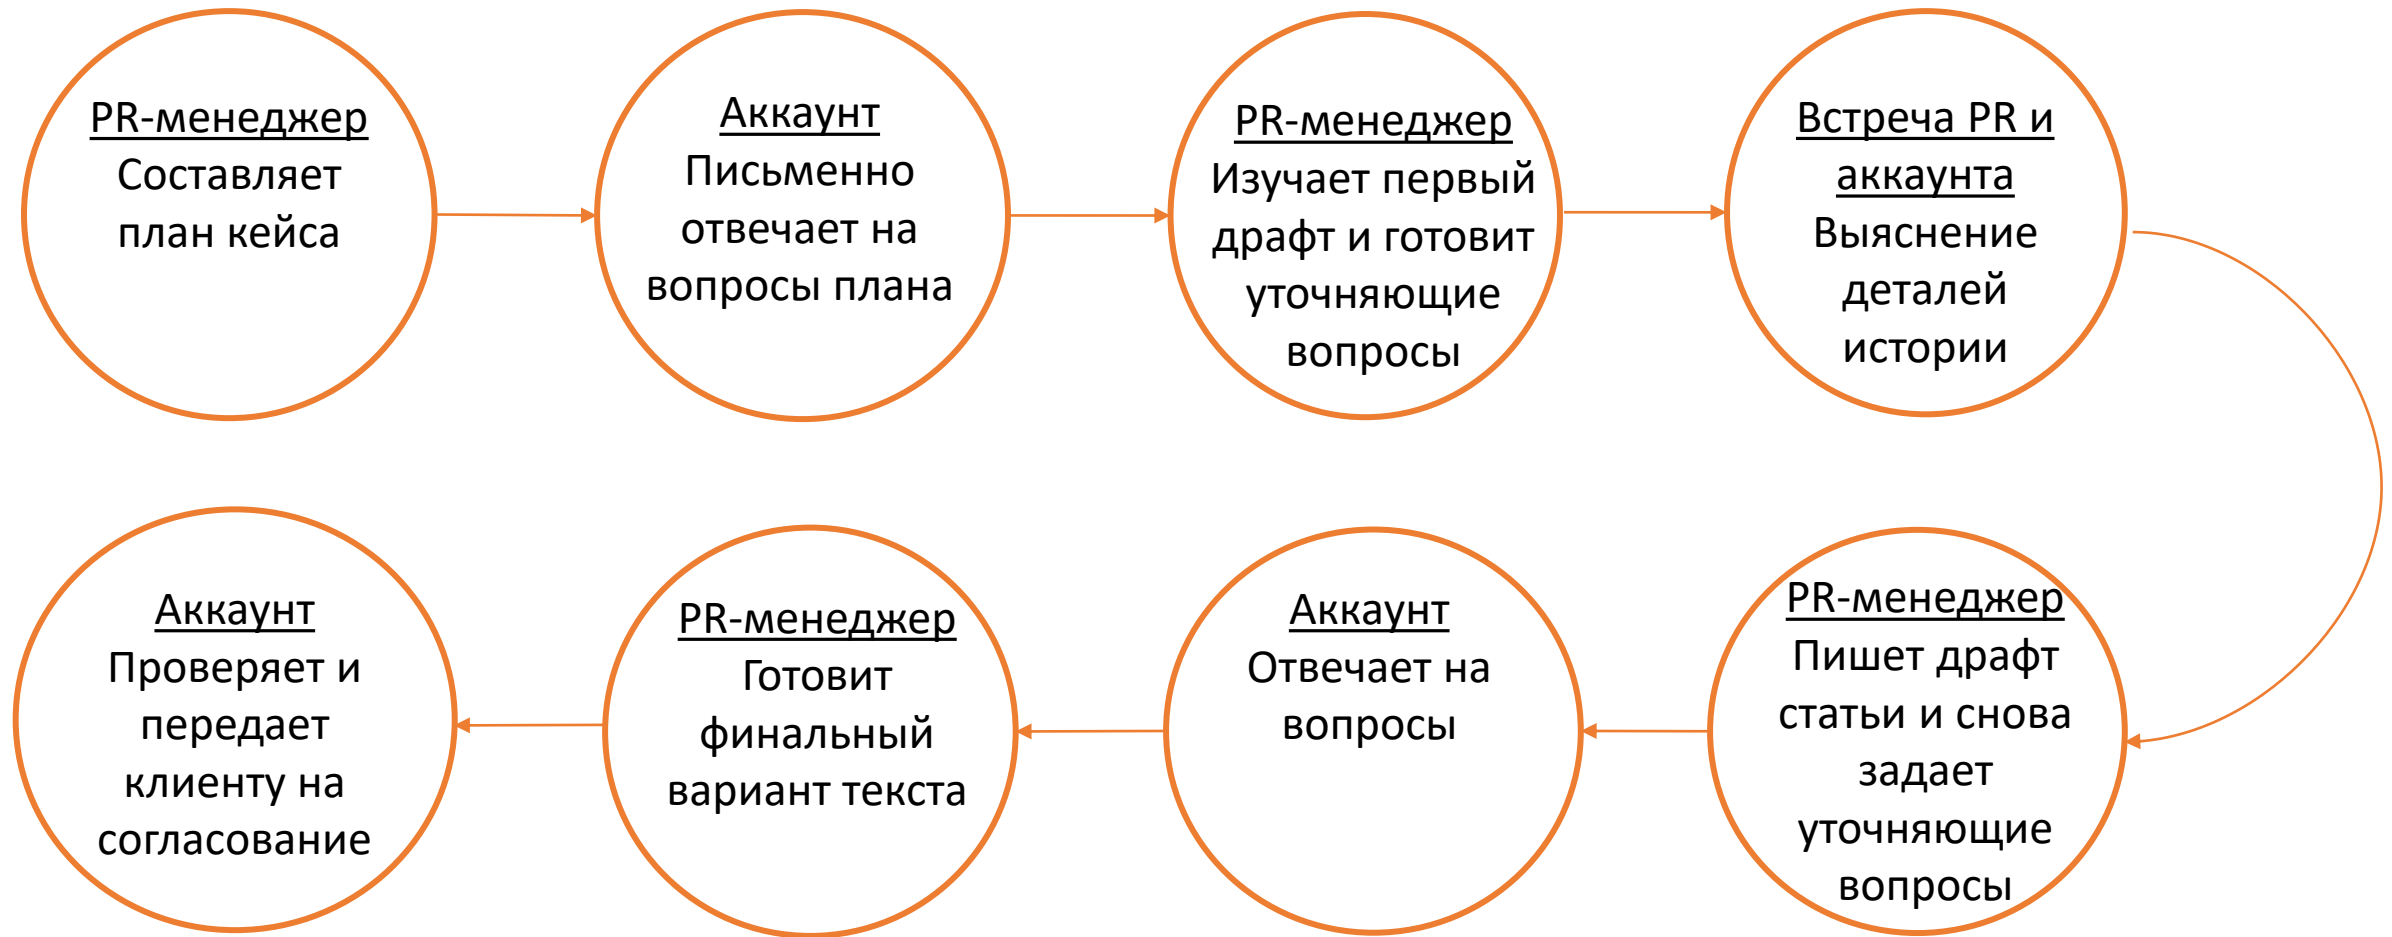 PR-менеджер
Составляет
план кейса
Аккаунт
Письменно
отвечает на
вопросы плана
PR-менеджер
Изучает первый
драфт и готовит
уточняющие
вопросы
Встреча PR и
аккаунта
Выяснение
деталей
истории
PR-менеджер
Пишет драфт
статьи и снова
задает
уточняющие
вопросы
Аккаунт
Отвечает на
вопросы
PR-менеджер
Готовит
финальный
вариант текста
Аккаунт
Проверяет и
передает
клиенту на
согласование